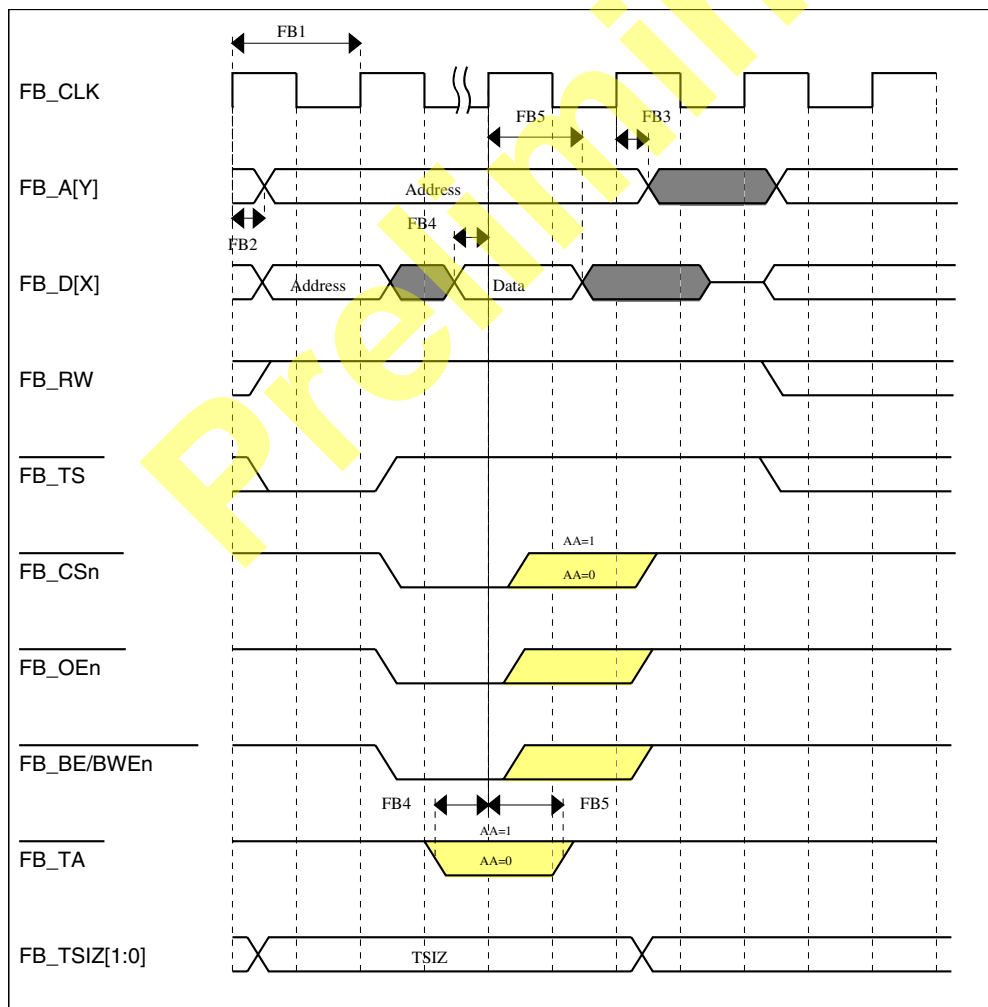 FB1
FB_CLK
FB5
FB3
FB_A[Y]
Address
FB4
FB2
FB_D[X]
Address
Data
FB_RW
FB_TS
AA=1
FB_CSn
AA=0
FB_OEn
FB_BE/BWEn
FB4
FB5
AA=1
FB_TA
AA=0
FB_TSIZ[1:0]
TSIZ
Prelimin